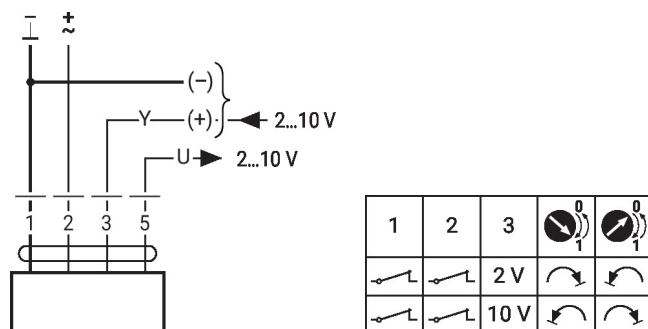 – +
⊥ ~
(–)
Y (+) 2...10 V
U 2...10 V
1 2 3 5
1 2 3 0 1 0 1
2 V
10 V